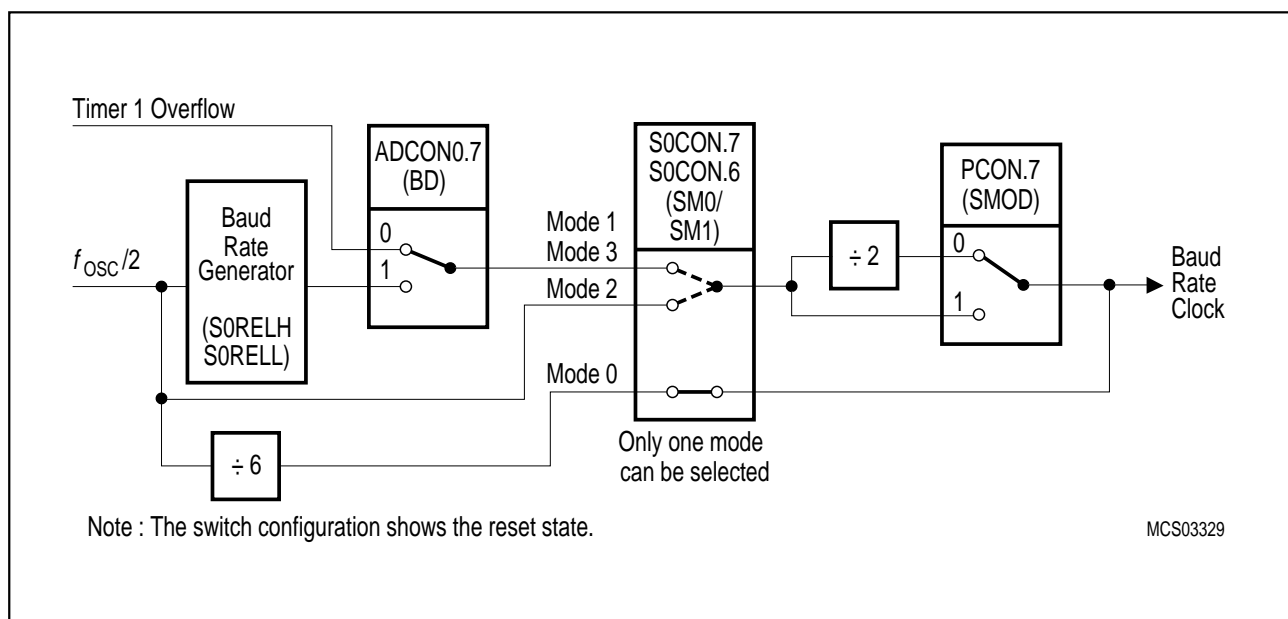 Timer 1 Overflow
ADCON0.7
(BD)
0
1
Baud
Rate
Generator
(S0RELH
S0RELL)
fOSC/2
÷ 6
Mode 1
Mode 3
Mode 2
Mode 0
S0CON.7
S0CON.6
(SM0/
SM1)
Only one mode
can be selected
÷ 2
PCON.7
(SMOD)
0
1
Baud
Rate
Clock
Note : The switch configuration shows the reset state.
MCS03329